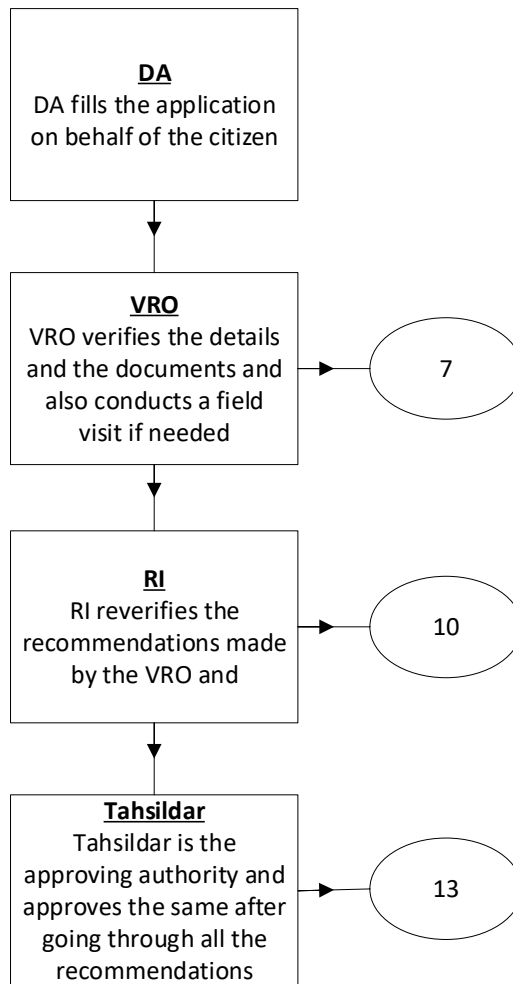 DA
DA fills the application
on behalf of the citizen
VRO
VRO verifies the details
and the documents and
also conducts a field
visit if needed
7
RI
RI reverifies the
recommendations made
by the VRO and
10
Tahsildar
Tahsildar is the
approving authority and
approves the same after
going through all the
recommendations
13